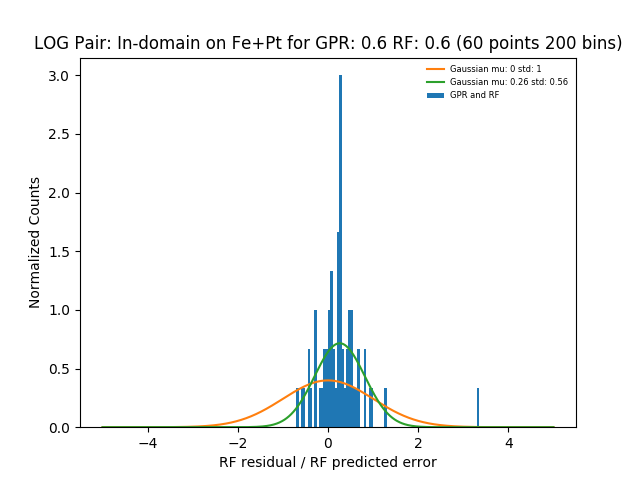 LOG Pair: In-domain on Fe+Pt for GPR: 0.6 RF: 0.6 (60 points 200 bins)
Gaussian mu: 0 std: 1
Gaussian mu: 0.26 std: 0.56
GPR and RF
Normalized Counts
3.0
2.5
2.0
1.5
1.0
0.5
0.0
−4 −2 0 2 4
RF residual / RF predicted error